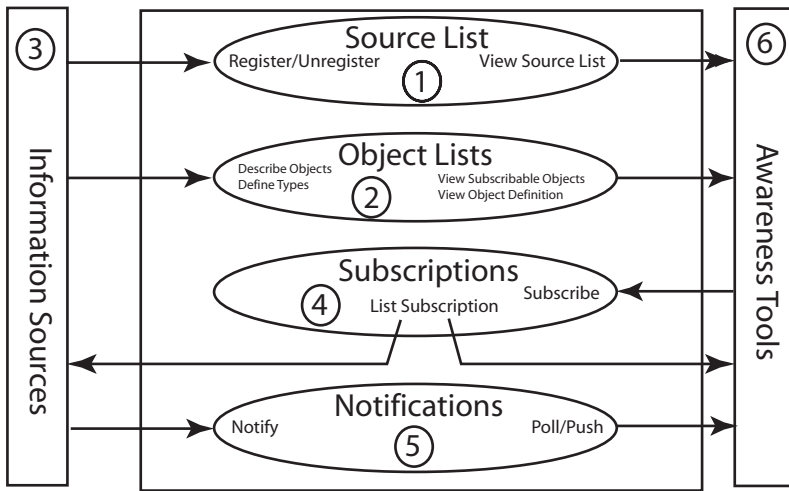 3
Information Sources
Source List
Register/Unregister
View Source List
1
Object Lists
Describe Objects
Define Types
View Subscribable Objects
View Object Definition
2
Subscriptions
Subscribe
List Subscription
4
Notifications
Notify
Poll/Push
5
6
Awareness Tools